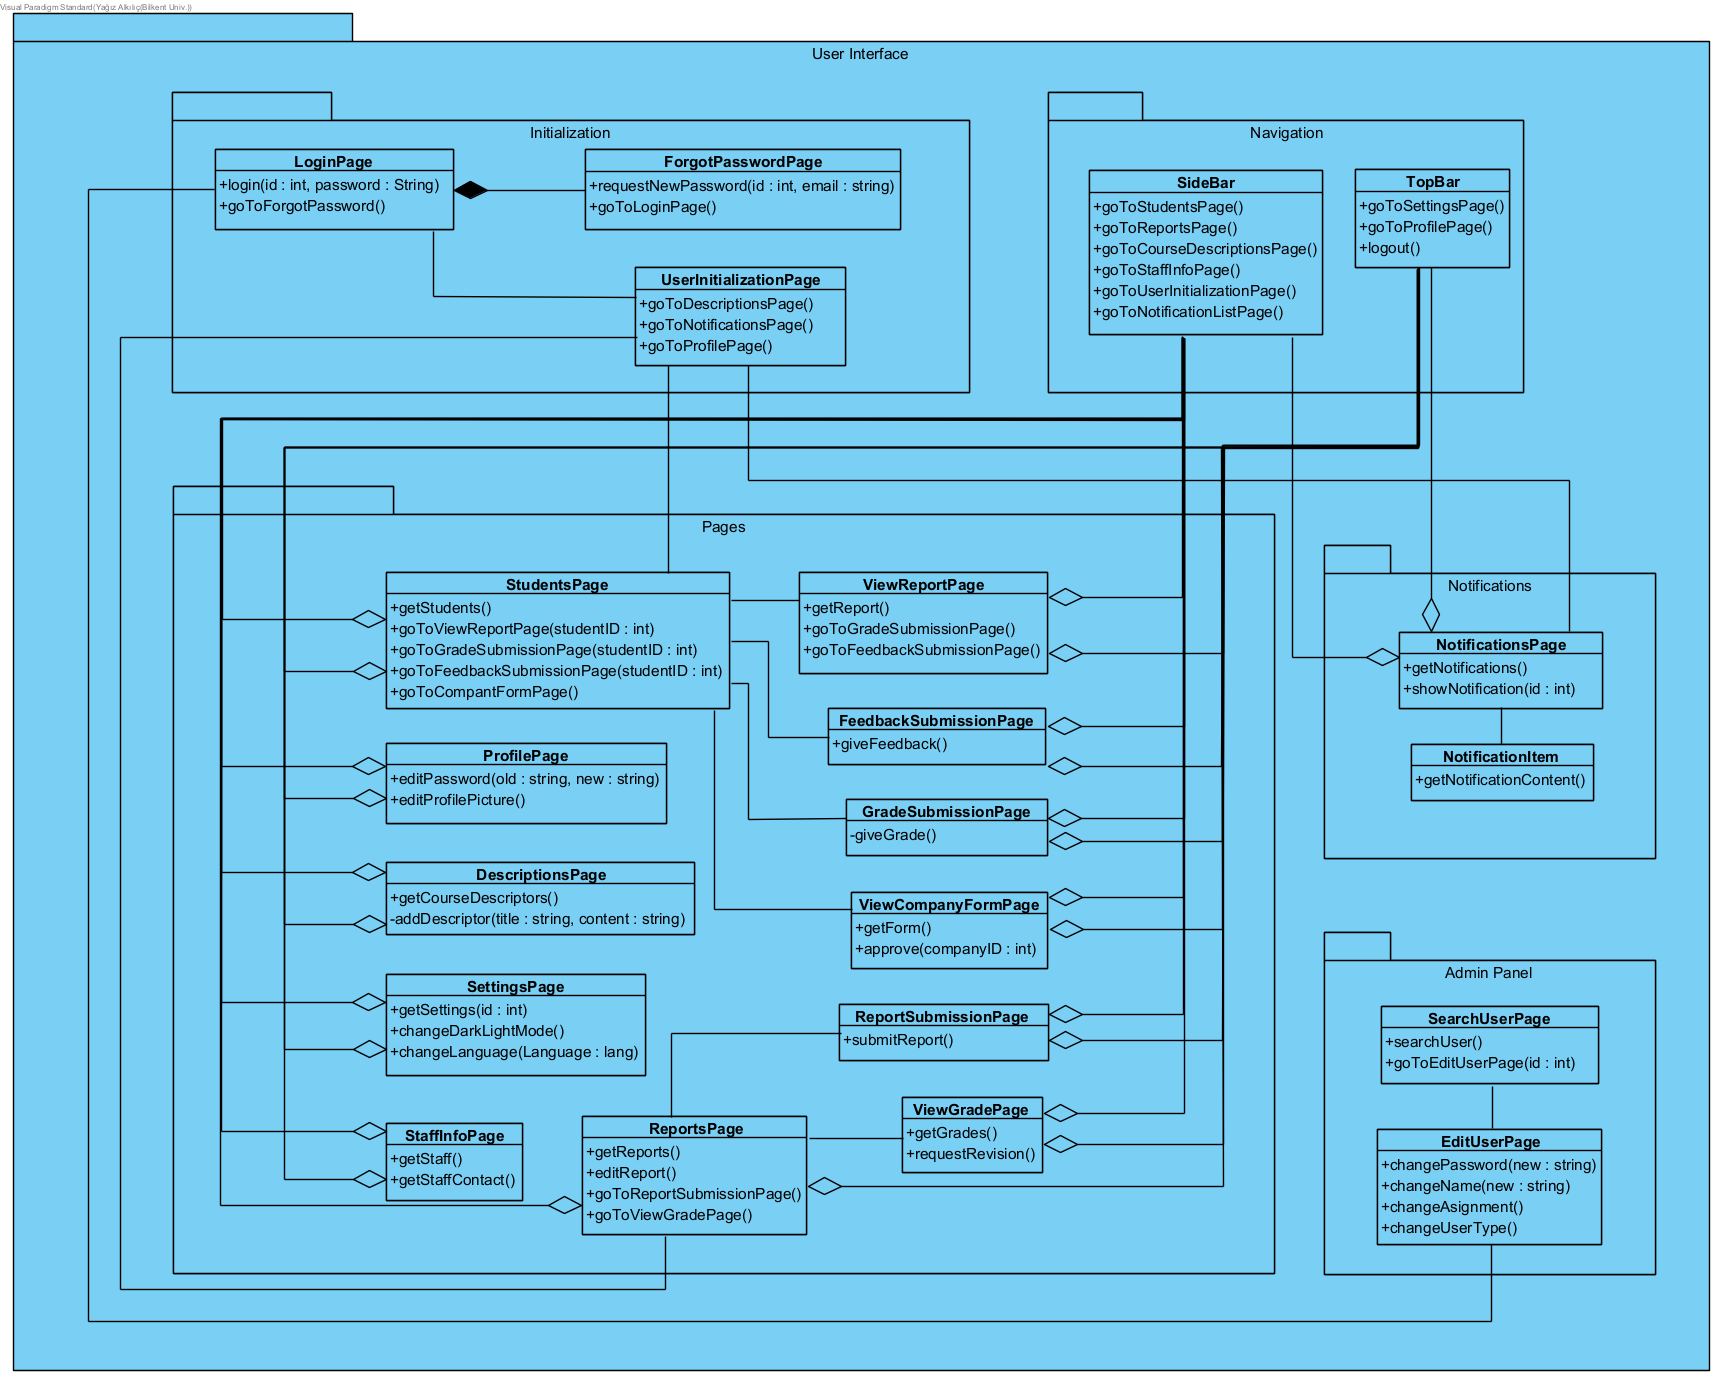 Visual Paradigm Standard(Yağız Alkılıç(Bilkent Univ.))
User Interface
Initialization
LoginPage
+login(id : int, password : String)
+goToForgotPassword()
ForgotPasswordPage
+requestNewPassword(id : int, email : string)
+goToLoginPage()
UserInitializationPage
+goToDescriptionsPage()
+goToNotificationsPage()
+goToProfilePage()
Navigation
SideBar
+goToStudentsPage()
+goToReportsPage()
+goToCourseDescriptionsPage()
+goToStaffInfoPage()
+goToUserInitializationPage()
+goToNotificationListPage()
TopBar
+goToSettingsPage()
+goToProfilePage()
+logout()
Pages
StudentsPage
+getStudents()
+goToViewReportPage(studentID : int)
+goToGradeSubmissionPage(studentID : int)
+goToFeedbackSubmissionPage(studentID : int)
+goToCompantFormPage()
ViewReportPage
+getReport()
+goToGradeSubmissionPage()
+goToFeedbackSubmissionPage()
FeedbackSubmissionPage
+giveFeedback()
ProfilePage
+editPassword(old : string, new : string)
+editProfilePicture()
GradeSubmissionPage
-giveGrade()
DescriptionsPage
+getCourseDescriptors()
-addDescriptor(title : string, content : string)
ViewCompanyFormPage
+getForm()
+approve(companyID : int)
SettingsPage
+getSettings(id : int)
+changeDarkLightMode()
+changeLanguage(Language : lang)
ReportSubmissionPage
+submitReport()
StaffInfoPage
+getStaff()
+getStaffContact()
ReportsPage
+getReports()
+editReport()
+goToReportSubmissionPage()
+goToViewGradePage()
ViewGradePage
+getGrades()
+requestRevision()
Notifications
NotificationsPage
+getNotifications()
+showNotification(id : int)
NotificationItem
+getNotificationContent()
Admin Panel
SearchUserPage
+searchUser()
+goToEditUserPage(id : int)
EditUserPage
+changePassword(new : string)
+changeName(new : string)
+changeAsignment()
+changeUserType()